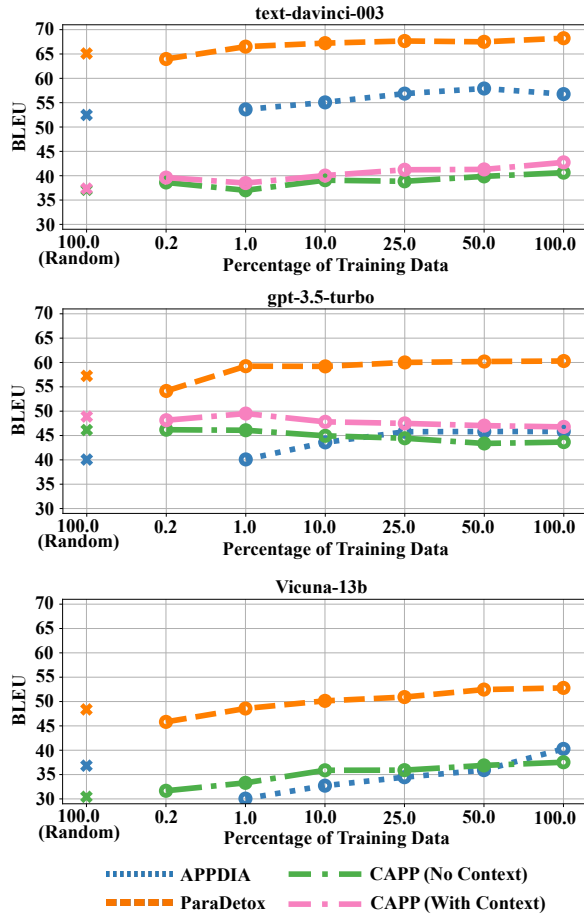 text-davinci-003
70
65
60
55
50
45
40
35
30
BLEU
100.0 0.2 1.0 10.0 25.0 50.0 100.0
(Random)
Percentage of Training Data
gpt-3.5-turbo
70
65
60
55
50
45
40
35
30
BLEU
100.0 0.2 1.0 10.0 25.0 50.0 100.0
(Random)
Percentage of Training Data
Vicuna-13b
70
65
60
55
50
45
40
35
30
BLEU
100.0 0.2 1.0 10.0 25.0 50.0 100.0
(Random)
Percentage of Training Data
APPDIA CAPP (No Context)
ParaDetox CAPP (With Context)